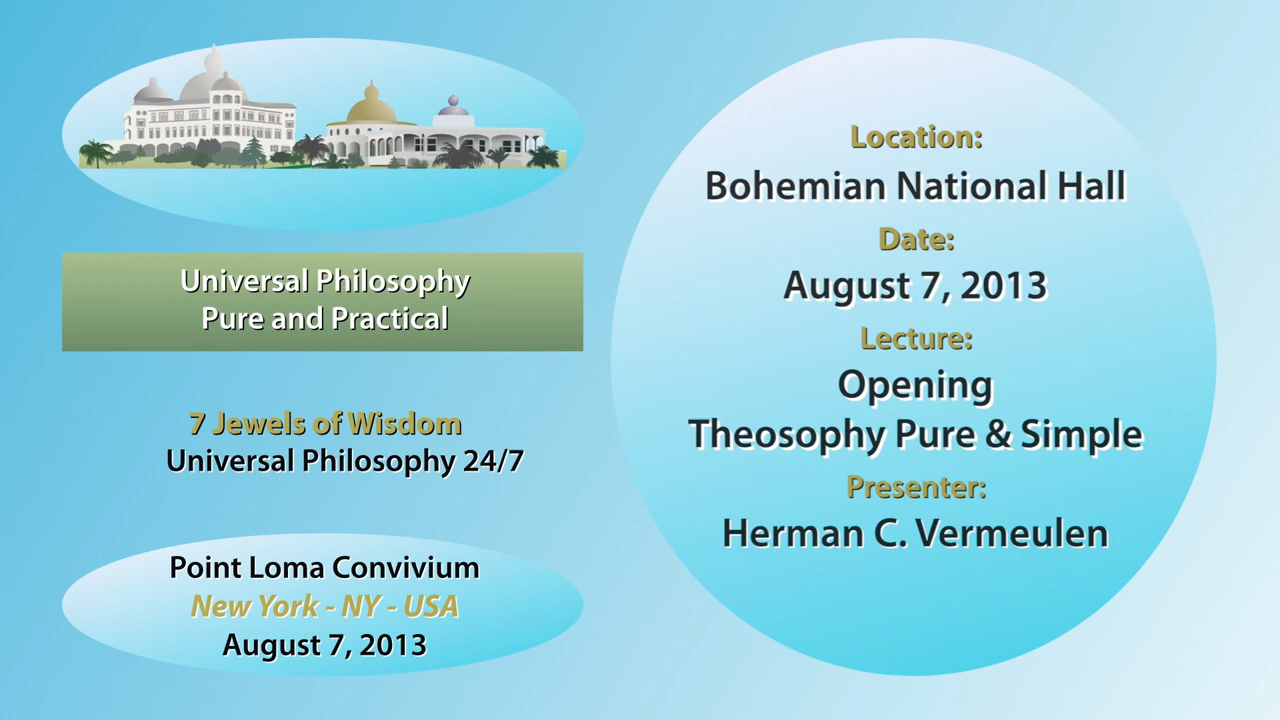 Universal Philosophy
Pure and Practical
7 Jewels of Wisdom
Universal Philosophy 24/7
Point Loma Convivium
New York - NY - USA
August 7, 2013
Location:
Bohemian National Hall
Date:
August 7, 2013
Lecture:
Opening
Theosophy Pure & Simple
Presenter:
Herman C. Vermeulen